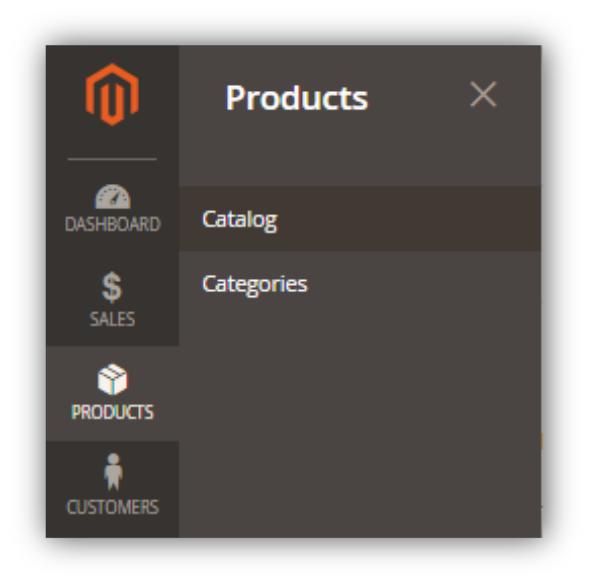 Products
DASHBOARD
Catalog
SALES
Categories
PRODUCTS
CUSTOMERS